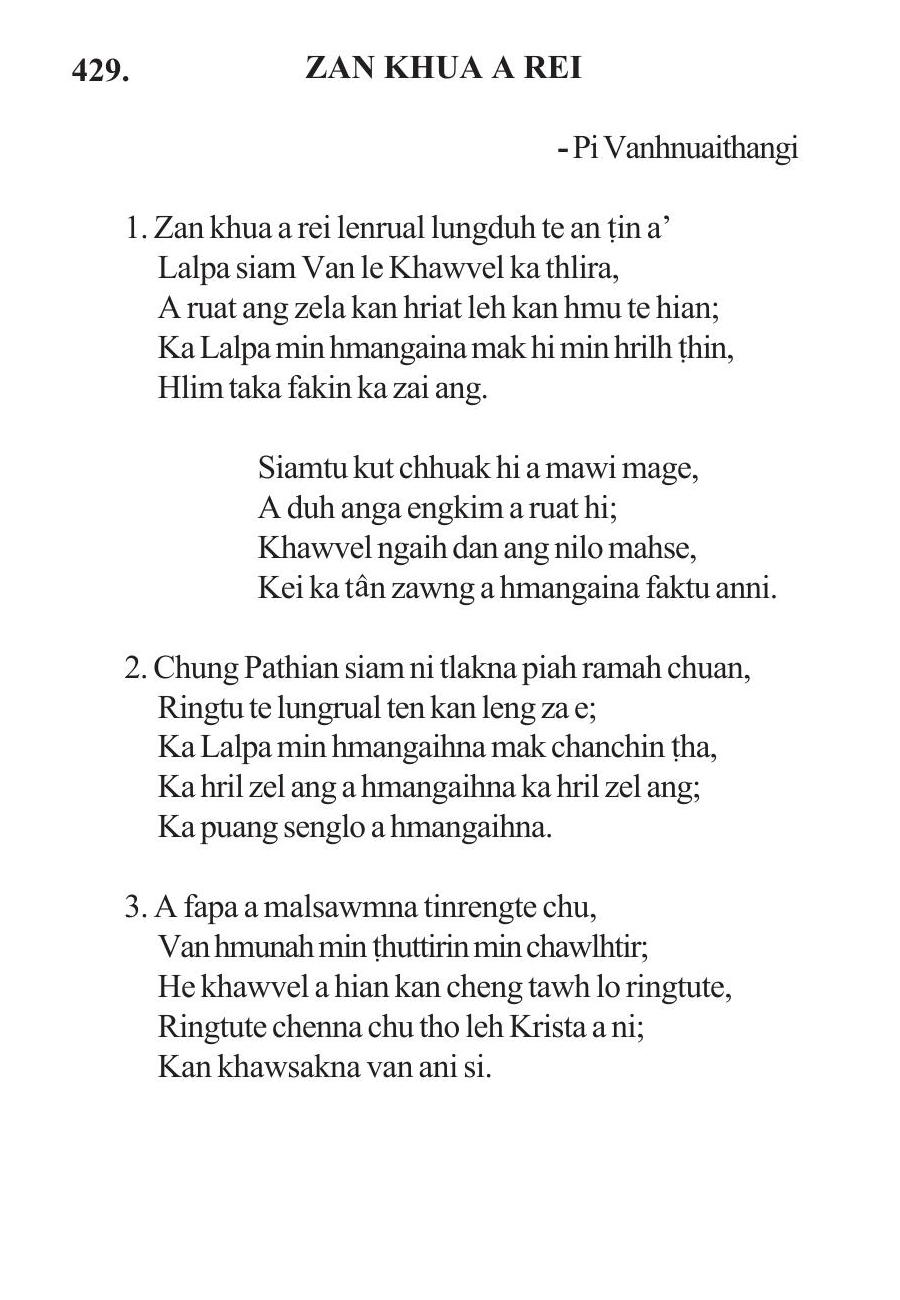 429. ZAN KHUA A REI
- Pi Vanhnuaithangi
1. Zan khua a rei lenrual lungduh te an ṭin a’
Lalpa siam Van le Khawvel ka thlira,
A ruat ang zela kan hriat leh kan hmu te hian;
Ka Lalpa min hmangaina mak hi min hrilh ṭhin,
Hlim taka fakin ka zai ang.
Siamtu kut chhuak hi a mawi mage,
A duh anga engkim a ruat hi;
Khawvel ngaih dan ang nilo mahse,
Kei ka tân zawng a hmangaina faktu anni.
2. Chung Pathian siam ni tlakna piah ramah chuan,
Ringtu te lungrual ten kan leng za e;
Ka Lalpa min hmangaihna mak chanchin ṭha,
Ka hril zel ang a hmangaihna ka hril zel ang;
Ka puang senglo a hmangaihna.
3. A fapa a malsawmna tinrengte chu,
Van hmunah min ṭhuttirin min chawlhtir;
He khawvel a hian kan cheng tawh lo ringtute,
Ringtute chenna chu tho leh Krista a ni;
Kan khawsakna van ani si.